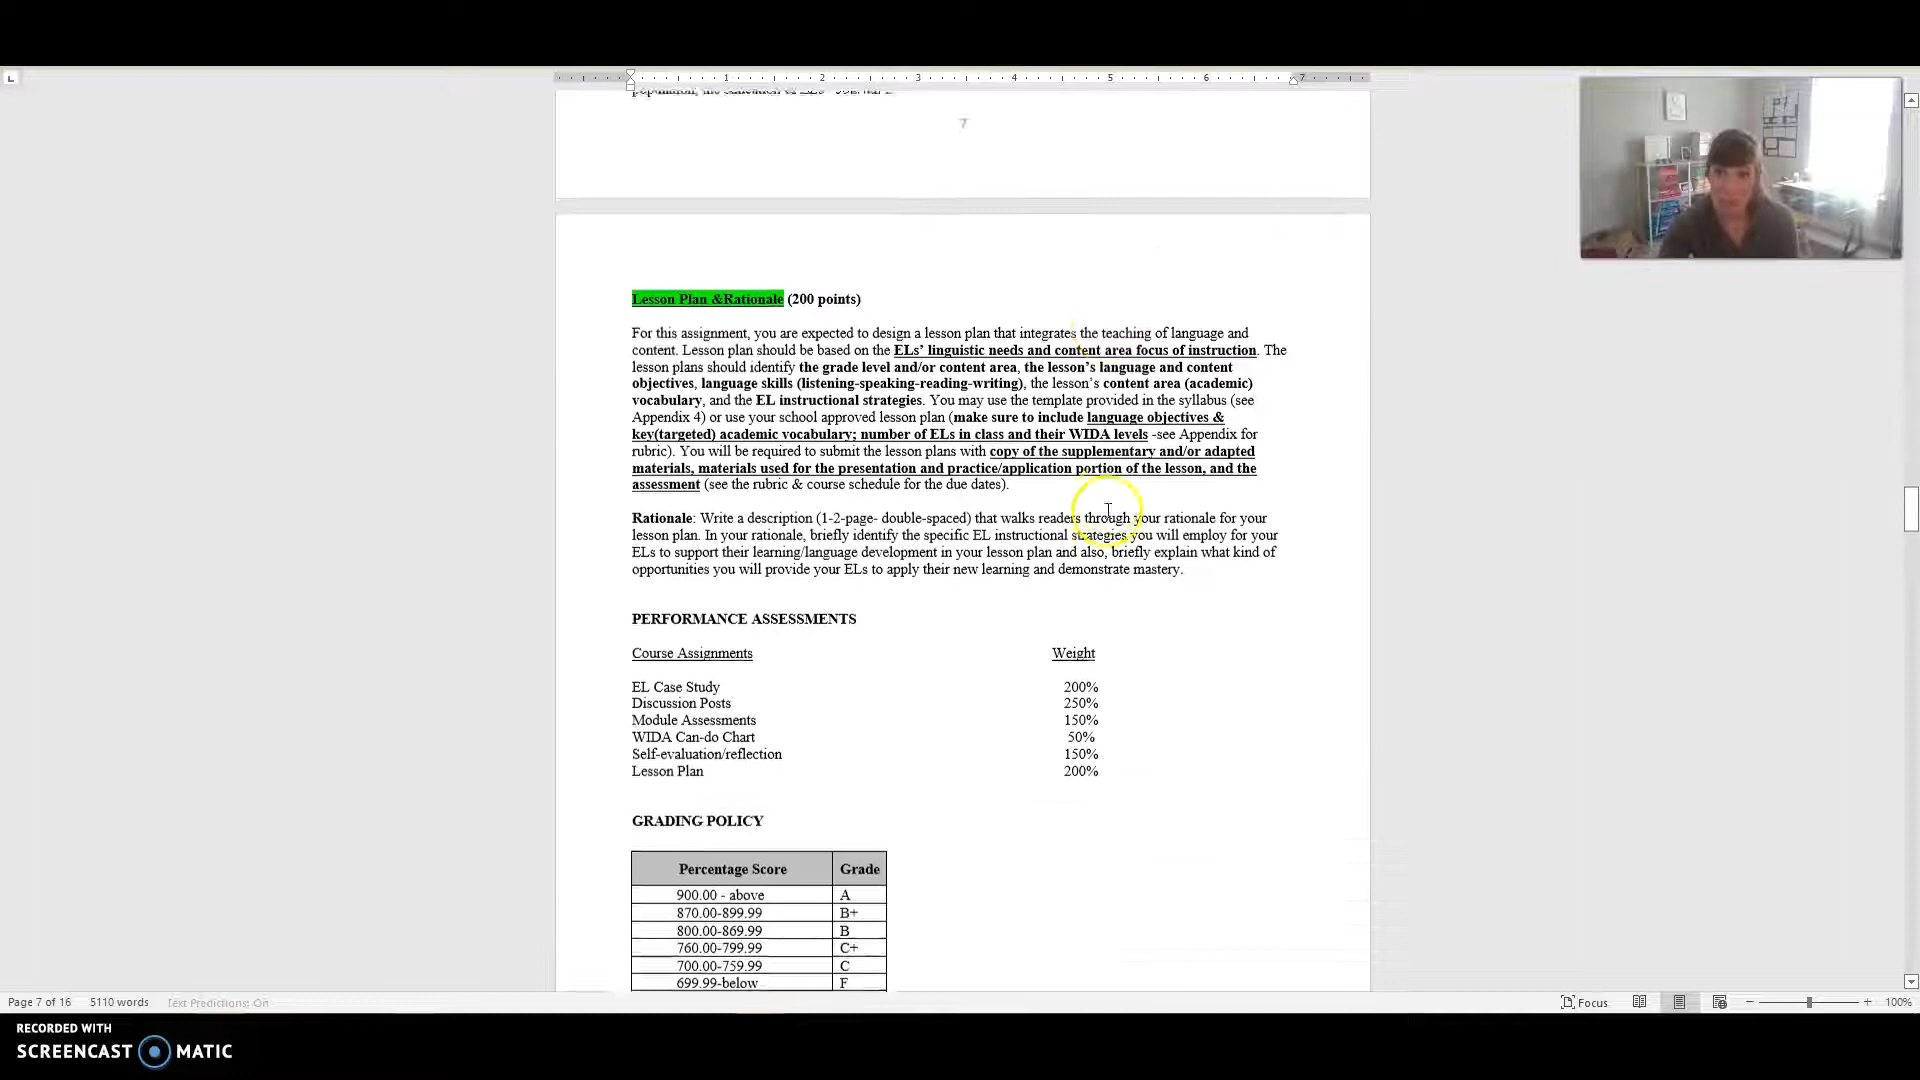 1 2 3 4 5 6 7
7
Lesson Plan &Rationale (200 points)
For this assignment, you are expected to design a lesson plan that integrates the teaching of language and
content. Lesson plan should be based on the ELs’ linguistic needs and content area focus of instruction. The
lesson plans should identify the grade level and/or content area, the lesson’s language and content
objectives, language skills (listening-speaking-reading-writing), the lesson’s content area (academic)
vocabulary, and the EL instructional strategies. You may use the template provided in the syllabus (see
Appendix 4) or use your school approved lesson plan (make sure to include language objectives &
key(targeted) academic vocabulary; number of ELs in class and their WIDA levels -see Appendix for
rubric). You will be required to submit the lesson plans with copy of the supplementary and/or adapted
materials, materials used for the presentation and practice/application portion of the lesson, and the
assessment (see the rubric & course schedule for the due dates).
Rationale: Write a description (1-2-page- double-spaced) that walks readers through your rationale for your
lesson plan. In your rationale, briefly identify the specific EL instructional strategies you will employ for your
ELs to support their learning/language development in your lesson plan and also, briefly explain what kind of
opportunities you will provide your ELs to apply their new learning and demonstrate mastery.
PERFORMANCE ASSESSMENTS
Course Assignments Weight
EL Case Study 200%
Discussion Posts 250%
Module Assessments 150%
WIDA Can-do Chart 50%
Self-evaluation/reflection 150%
Lesson Plan 200%
GRADING POLICY
Percentage Score Grade
900.00 - above A
870.00-899.99 B+
800.00-869.99 B
760.00-799.99 C+
700.00-759.99 C
699.99-below F
Page 7 of 16 5110 words Text Predictions: On Focus 100%
RECORDED WITH
SCREENCAST MATIC